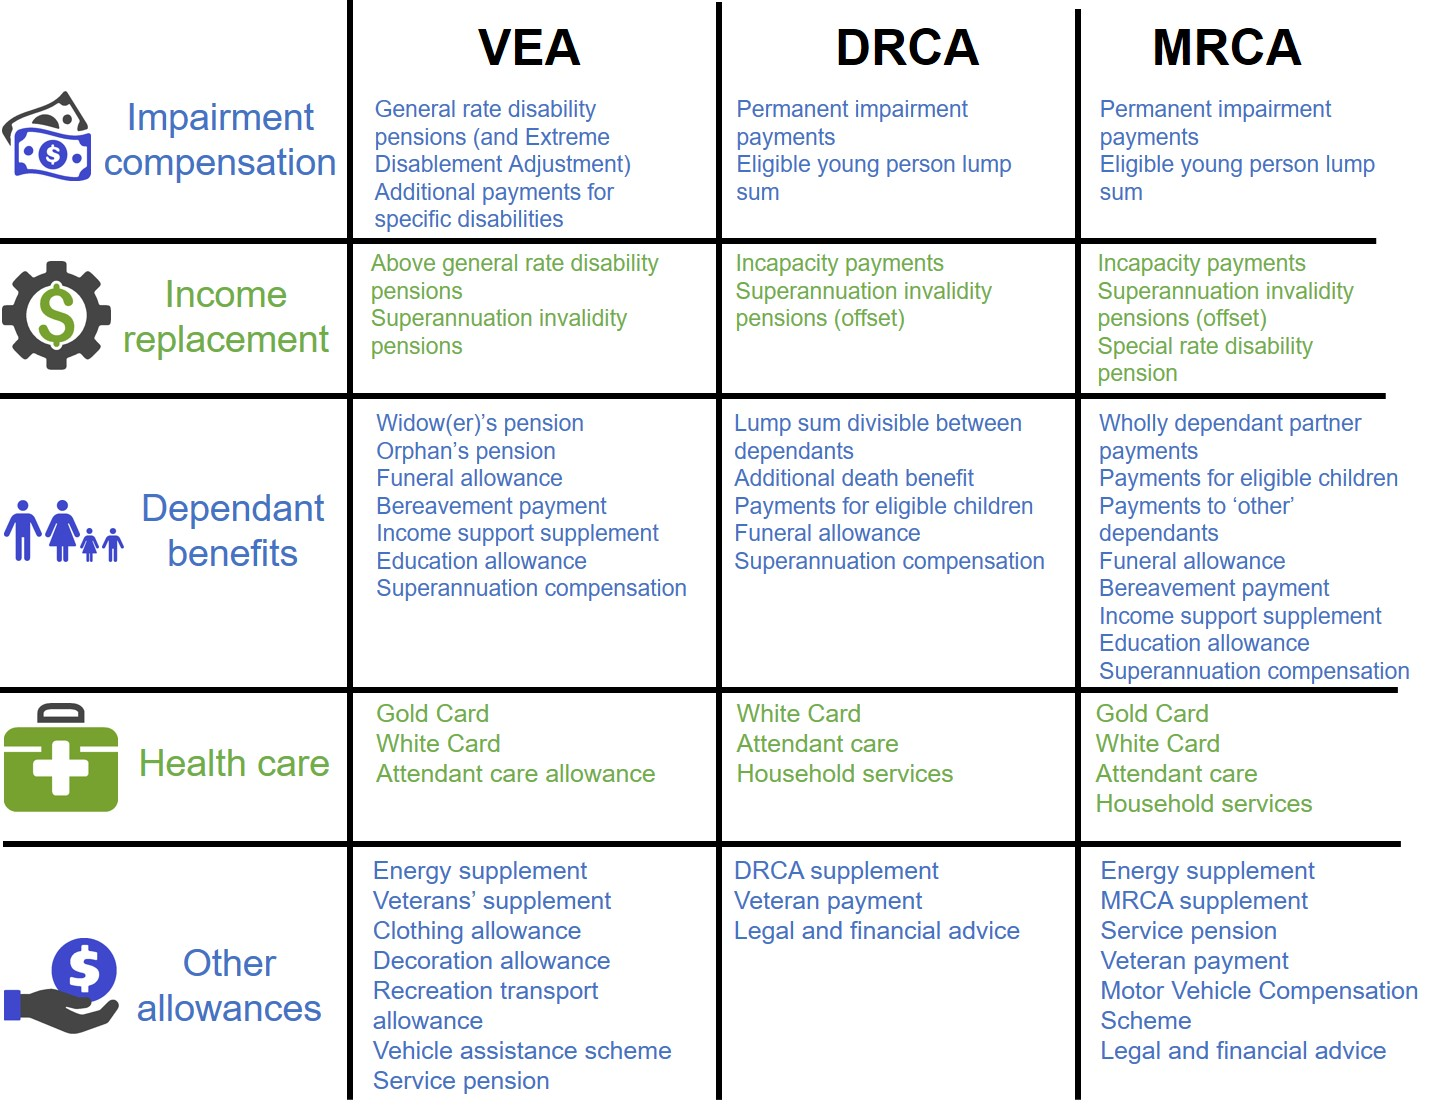 VEA
DRCA
MRCA
Impairment
compensation
General rate disability
pensions (and Extreme
Disablement Adjustment)
Additional payments for
specific disabilities
Permanent impairment
payments
Eligible young person lump
sum
Permanent impairment
payments
Eligible young person lump
sum
Income
replacement
Above general rate disability
pensions
Superannuation invalidity
pensions
Incapacity payments
Superannuation invalidity
pensions (offset)
Incapacity payments
Superannuation invalidity
pensions (offset)
Special rate disability
pension
Dependant
benefits
Widow(er)’s pension
Orphan’s pension
Funeral allowance
Bereavement payment
Income support supplement
Education allowance
Superannuation compensation
Lump sum divisible between
dependants
Additional death benefit
Payments for eligible children
Funeral allowance
Superannuation compensation
Wholly dependant partner
payments
Payments for eligible children
Payments to ‘other’
dependants
Funeral allowance
Bereavement payment
Income support supplement
Education allowance
Superannuation compensation
Health care
Gold Card
White Card
Attendant care allowance
White Card
Attendant care
Household services
Gold Card
White Card
Attendant care
Household services
Other
allowances
Energy supplement
Veterans’ supplement
Clothing allowance
Decoration allowance
Recreation transport
allowance
Vehicle assistance scheme
Service pension
DRCA supplement
Veteran payment
Legal and financial advice
Energy supplement
MRCA supplement
Service pension
Veteran payment
Motor Vehicle Compensation
Scheme
Legal and financial advice